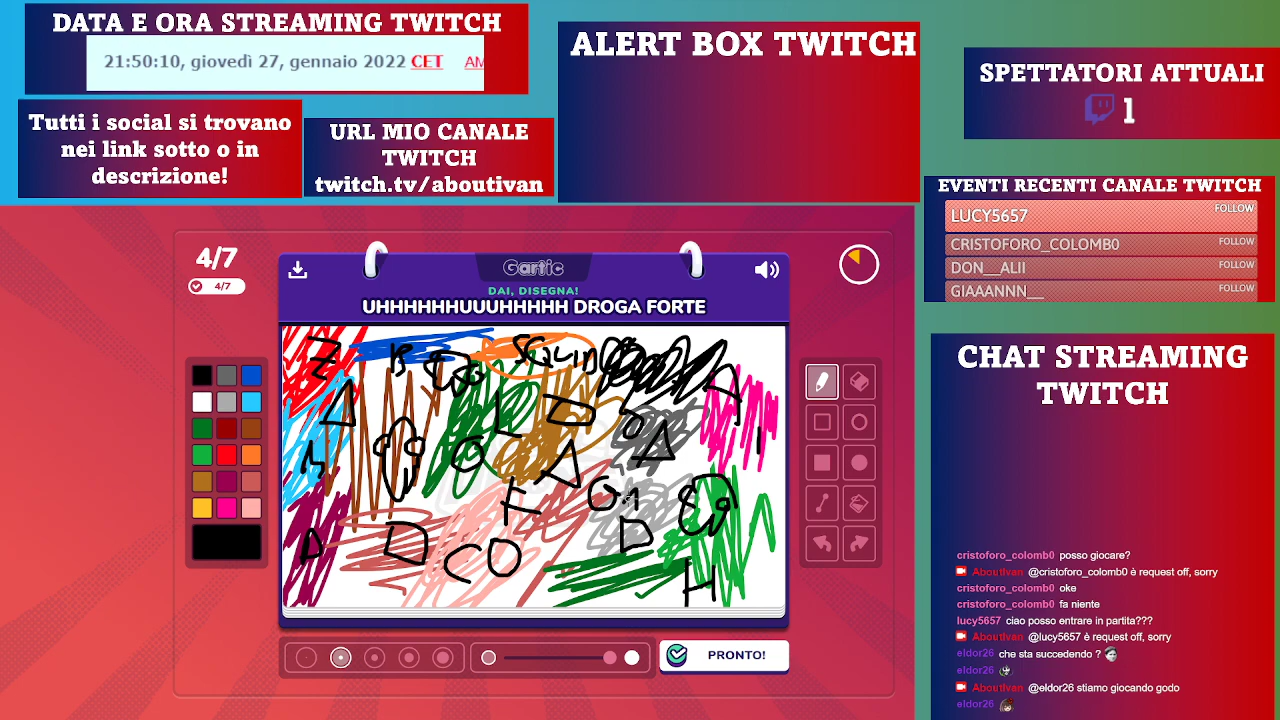 DATA E ORA STREAMING TWITCH
21:50:10, giovedì 27, gennaio 2022 CET AM
Tutti i social si trovano
nei link sotto o in
descrizione!
URL MIO CANALE
TWITCH
twitch.tv/aboutivan
ALERT BOX TWITCH
SPETTATORI ATTUALI
1
EVENTI RECENTI CANALE TWITCH
LUCY5657 FOLLOW
CRISTOFORO_COLOMB0 FOLLOW
DON__ALII FOLLOW
GIAAANNN__ FOLLOW
4/7
4/7
Gartic
DAI, DISEGNA!
UHHHHHHUUUHHHHH DROGA FORTE
PRONTO!
CHAT STREAMING
TWITCH
cristoforo_colomb0 posso giocare?
AboutIvan @cristoforo_colomb0 è request off, sorry
cristoforo_colomb0 oke
cristoforo_colomb0 fa niente
lucy5657 ciao posso entrare in partita???
AboutIvan @lucy5657 è request off, sorry
eldor26 che sta succedendo ?
eldor26
AboutIvan @eldor26 stiamo giocando godo
eldor26